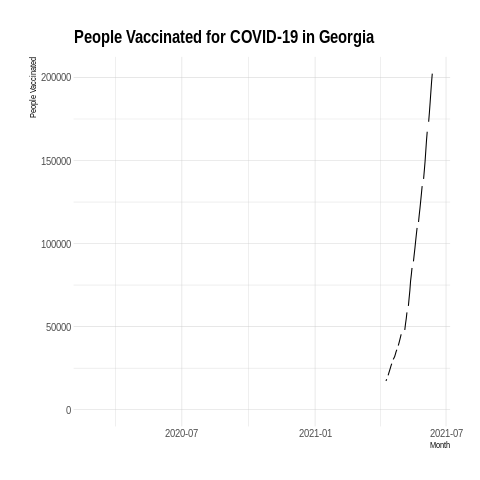 People Vaccinated for COVID-19 in Georgia
People Vaccinated
200000
150000
100000
50000
0
2020-07
2021-01
2021-07
Month